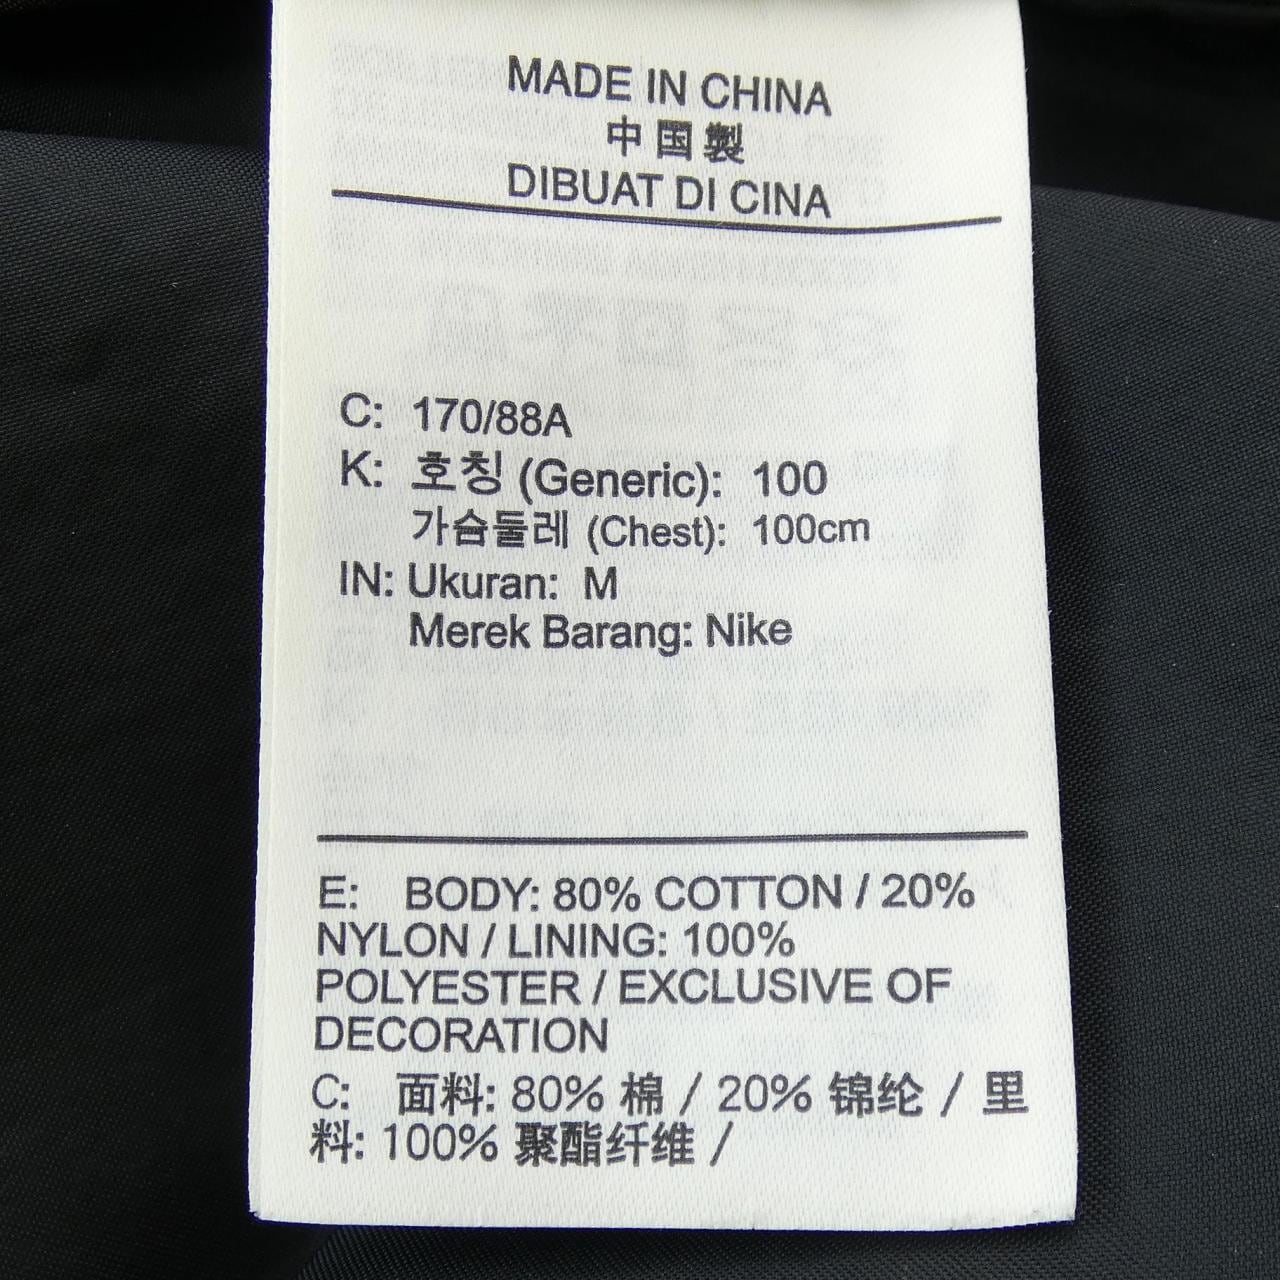 MADE IN CHINA
中国製
DIBUAT DI CINA
C: 170/88A
K: 호칭 (Generic): 100
가슴둘레 (Chest): 100cm
IN: Ukuran: M
Merek Barang: Nike
E: BODY: 80% COTTON / 20%
NYLON / LINING: 100%
POLYESTER / EXCLUSIVE OF
DECORATION
C: 面料: 80% 棉 / 20% 锦纶 / 里
料: 100% 聚酯纤维 /